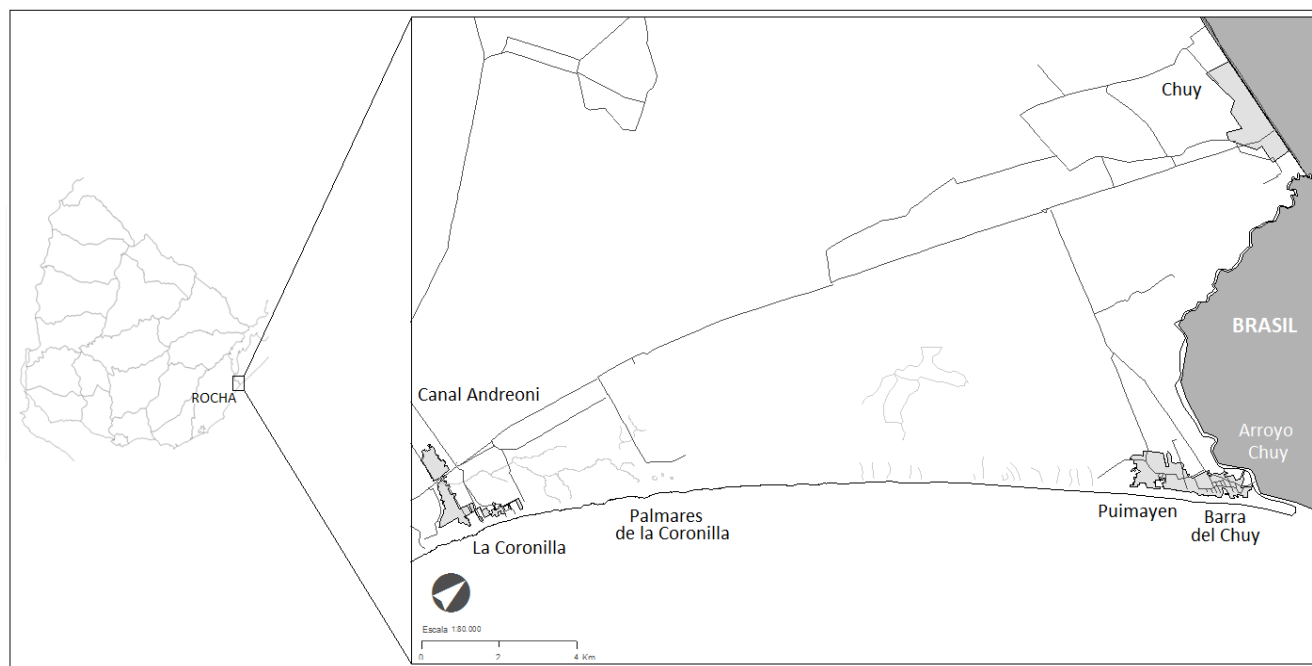 Chuy
BRASIL
ROCHA
Canal Andreoni
Arroyo
Chuy
Palmares
de la Coronilla
Puimayen
Barra
del Chuy
La Coronilla
Escala 1:80.000
0 2 4 Km